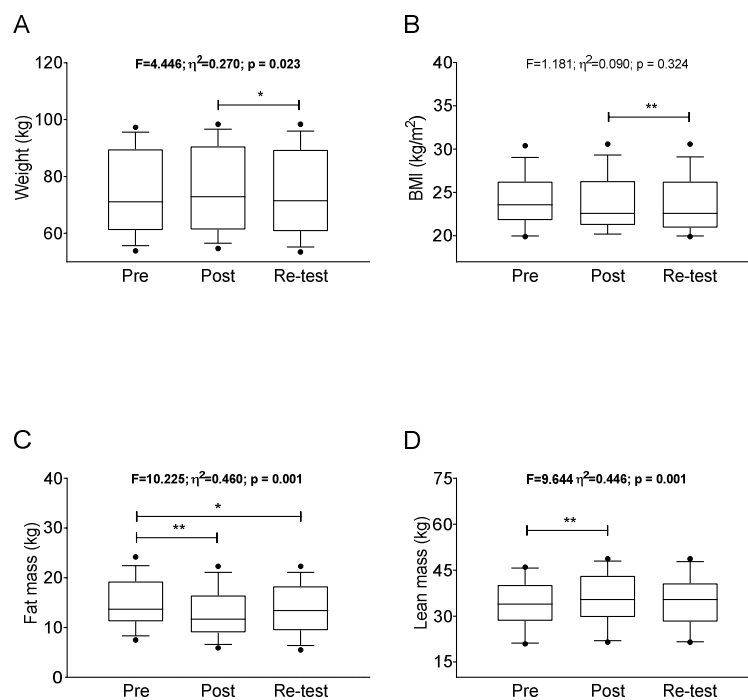 A
F=4.446; η²=0.270; p = 0.023
120
100
80
60
Weight (kg)
*
Pre Post Re-test
B
F=1.181; η²=0.090; p = 0.324
40
35
30
25
20
BMI (kg/m²)
**
Pre Post Re-test
C
F=10.225; η²=0.460; p = 0.001
40
30
20
10
0
Fat mass (kg)
*
**
Pre Post Re-test
D
F=9.644 η²=0.446; p = 0.001
75
60
45
30
15
Lean mass (kg)
**
Pre Post Re-test